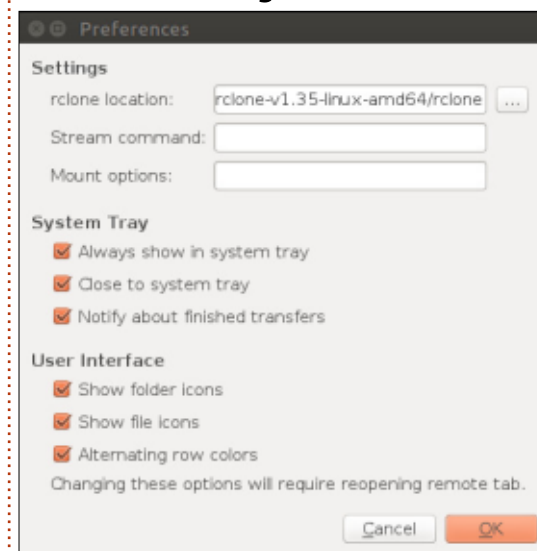 Preferences
Settings
rclone location: rclone-v1.35-linux-amd64/rclone ...
Stream command:
Mount options:
System Tray
Always show in system tray
Close to system tray
Notify about finished transfers
User Interface
Show folder icons
Show file icons
Alternating row colors
Changing these options will require reopening remote tab.
Cancel OK